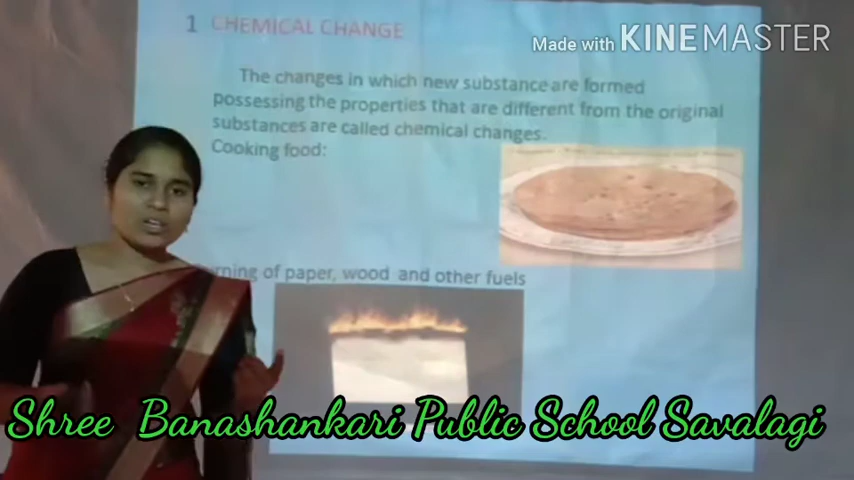 1 CHEMICAL CHANGE
Made with KINEMASTER
The changes in which new substance are formed
possessing the properties that are different from the original
substances are called chemical changes.
Cooking food:
of paper, wood and other fuels
Shree Banashankari Public School Savalagi